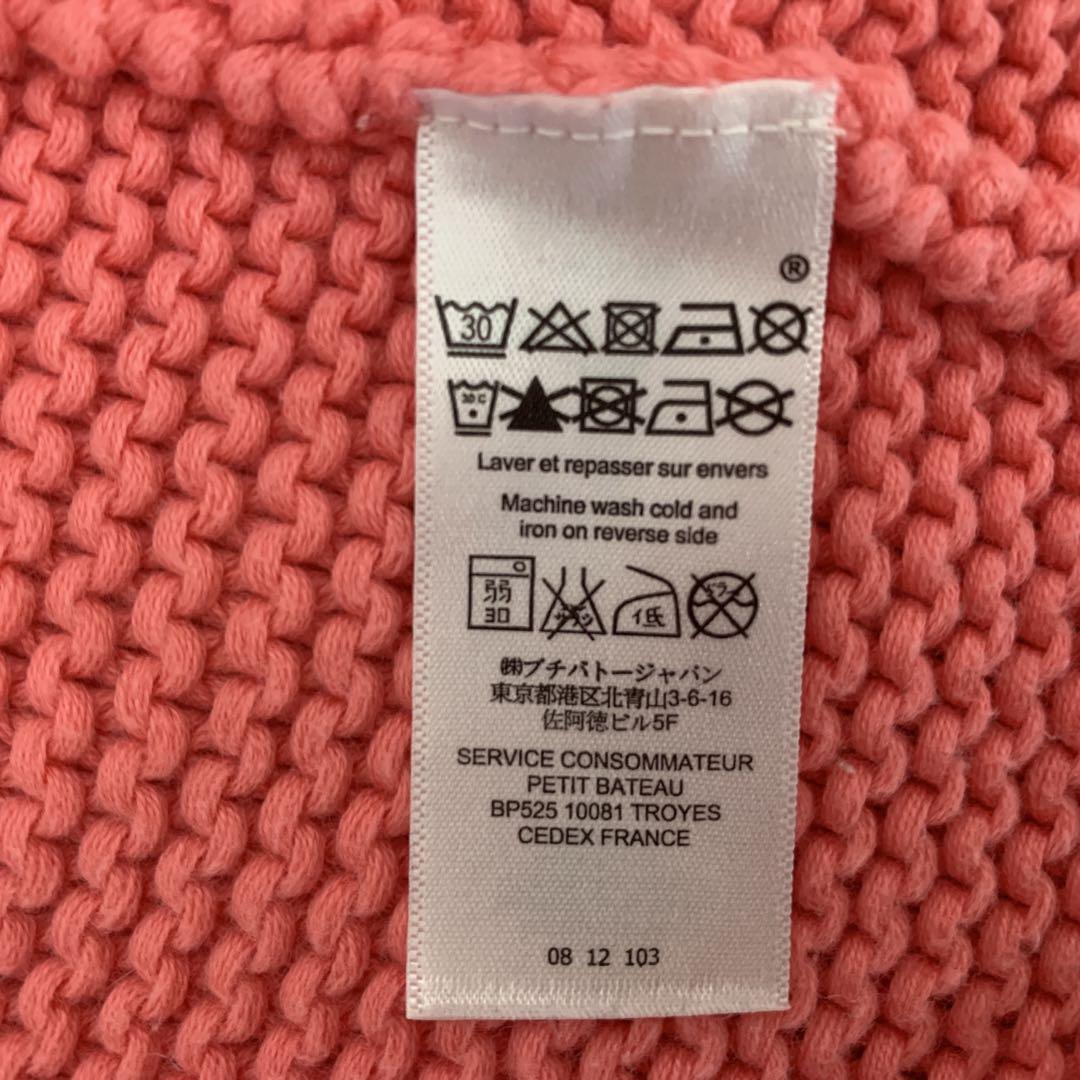 ®
30
30 C
Laver et repasser sur envers
Machine wash cold and
iron on reverse side
弱
30
低
㈱プチバトージャパン
東京都港区北青山3-6-16
佐阿徳ビル5F
SERVICE CONSOMMATEUR
PETIT BATEAU
BP525 10081 TROYES
CEDEX FRANCE
08 12 103